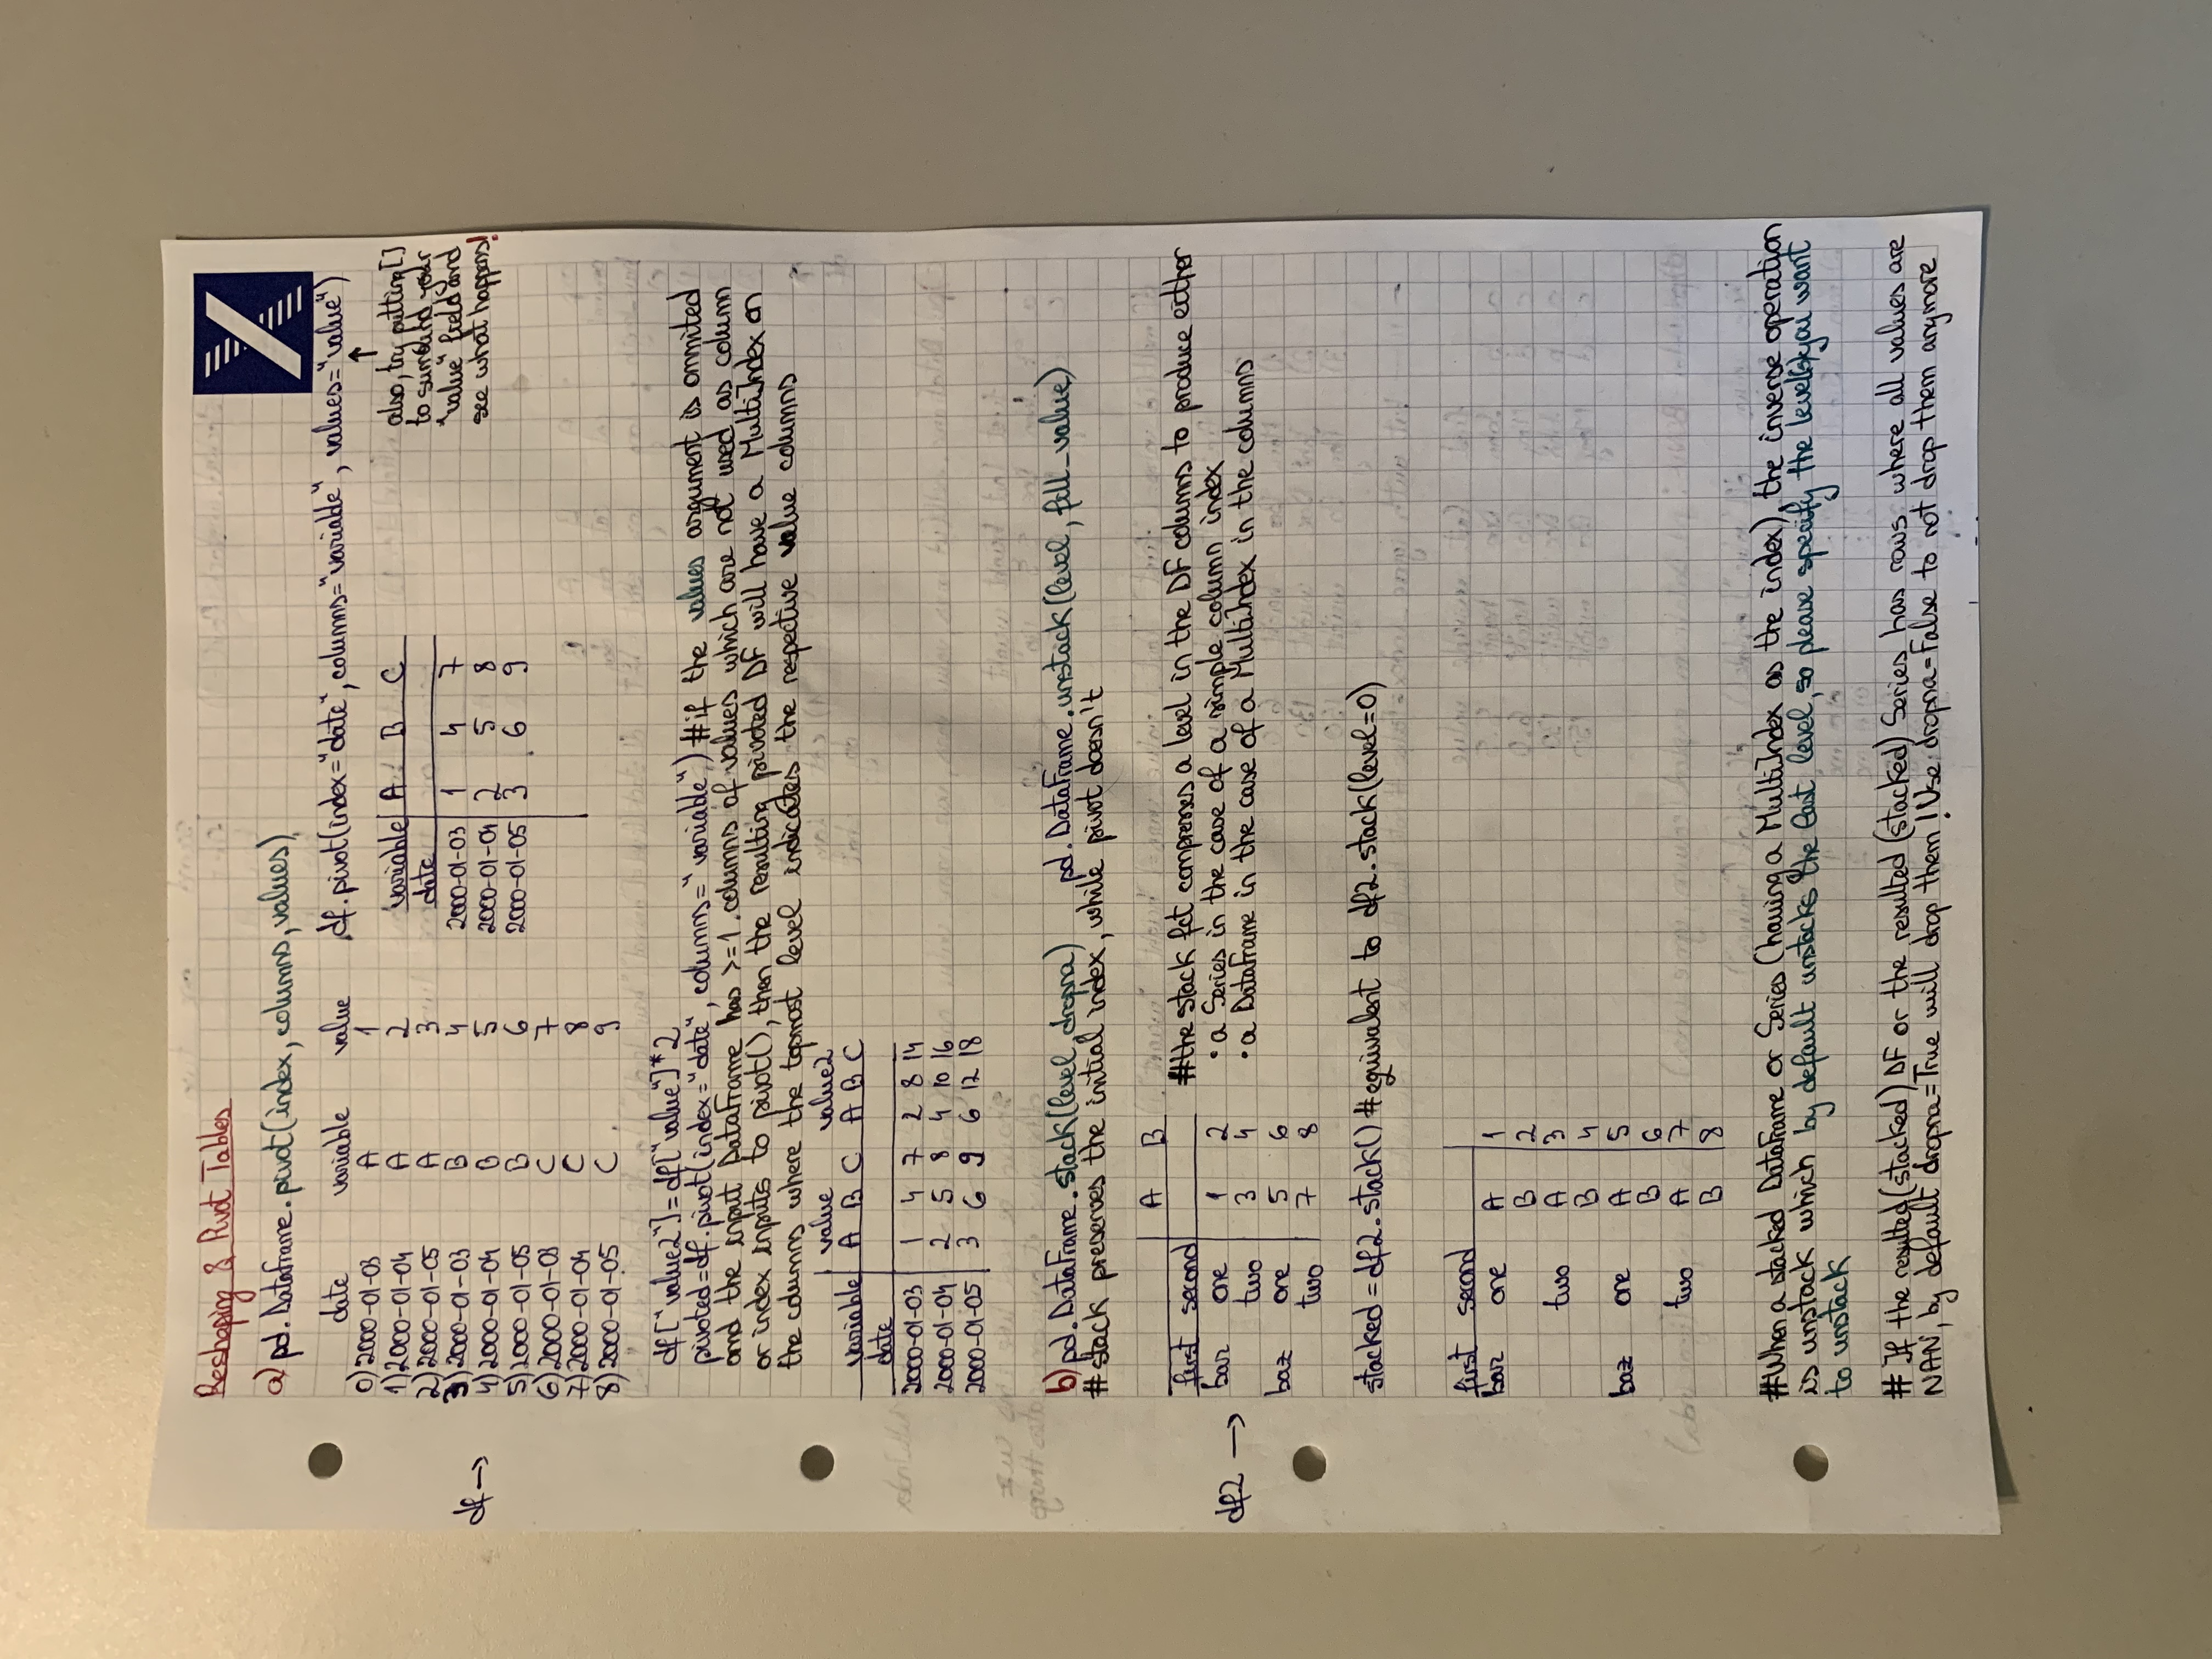 Reshaping & Pivot Tables
a) pd.DataFrame.pivot(index, columns, values)
date variable value df.pivot(index="date", columns="variable", values="value")
0) 2000-01-03 A 1
1) 2000-01-04 A 2
2) 2000-01-05 A 3
3) 2000-01-03 B 4
4) 2000-01-04 B 5
5) 2000-01-05 B 6
6) 2000-01-03 C 7
7) 2000-01-04 C 8
8) 2000-01-05 C 9
df →
variable A B C
date
2000-01-03 1 4 7
2000-01-04 2 5 8
2000-01-05 3 6 9
↑
also, try putting []
to surround your
"value" field and
see what happens!
df["value2"]=df["value"]*2
pivoted=df.pivot(index="date", columns="variable") #if the values argument is ommited
and the input DataFrame has >=1 columns of values which are not used as column
or index inputs to pivot(), then the resulting pivoted DF will have a MultiIndex on
the columns where the topmost level indicates the respective value columns
value value2
variable A B C A B C
date
2000-01-03 1 4 7 2 8 14
2000-01-04 2 5 8 4 10 16
2000-01-05 3 6 9 6 12 18
b) pd.DataFrame.stack(level, dropna) pd.DataFrame.unstack(level, fill_value)
# stack preserves the initial index, while pivot doesn't
A B
first second
bar one 1 2
two 3 4
baz one 5 6
two 7 8
df2 →
#the stack fct compresses a level in the DF columns to produce either
• a Series in the case of a simple column index
• a DataFrame in the case of a MultiIndex in the columns
stacked = df2.stack() #equivalent to df2.stack(level=0)
first second
bar one A 1
B 2
two A 3
B 4
baz one A 5
B 6
two A 7
B 8
#When a stacked DataFrame or Series (having a MultiIndex as the index), the inverse operation
is unstack which by default unstacks the last level, so please specify the level(s) you want
to unstack
# If the resulted (stacked) DF or the resulted (stacked) Series has rows where all values are
NAN, by default dropna=True will drop them! Use dropna=False to not drop them anymore